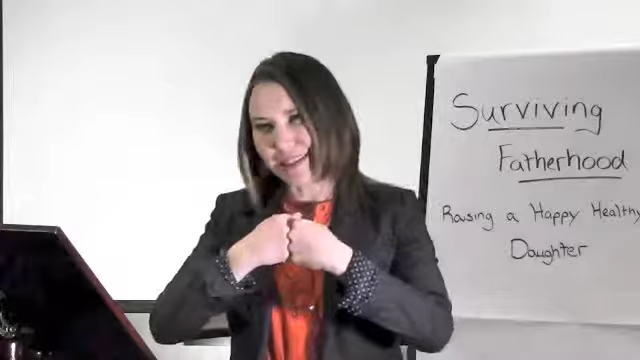 Surviving
Fatherhood
Raising a Happy Healthy
Daughter